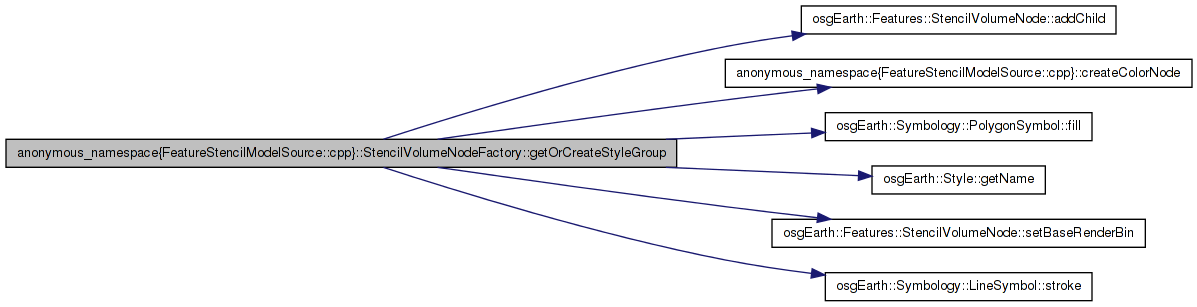 osgEarth::Features::StencilVolumeNode::addChild
anonymous_namespace{FeatureStencilModelSource::cpp}::createColorNode
osgEarth::Symbology::PolygonSymbol::fill
anonymous_namespace{FeatureStencilModelSource::cpp}::StencilVolumeNodeFactory::getOrCreateStyleGroup
osgEarth::Style::getName
osgEarth::Features::StencilVolumeNode::setBaseRenderBin
osgEarth::Symbology::LineSymbol::stroke